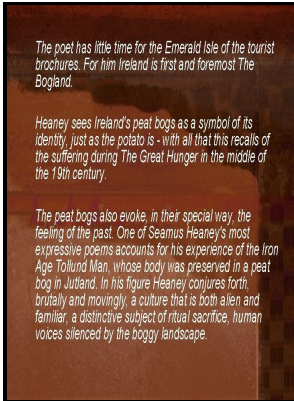 The poet has little time for the Emerald Isle of the tourist
brochures. For him Ireland is first and foremost The
Bogland.
Heaney sees Ireland's peat bogs as a symbol of its
identity, just as the potato is - with all that this recalls of
the suffering during The Great Hunger in the middle of
the 19th century.
The peat bogs also evoke, in their special way, the
feeling of the past. One of Seamus Heaney's most
expressive poems accounts for his experience of the Iron
Age Tollund Man, whose body was preserved in a peat
bog in Jutland. In his figure Heaney conjures forth,
brutally and movingly, a culture that is both alien and
familiar, a distinctive subject of ritual sacrifice, human
voices silenced by the boggy landscape.